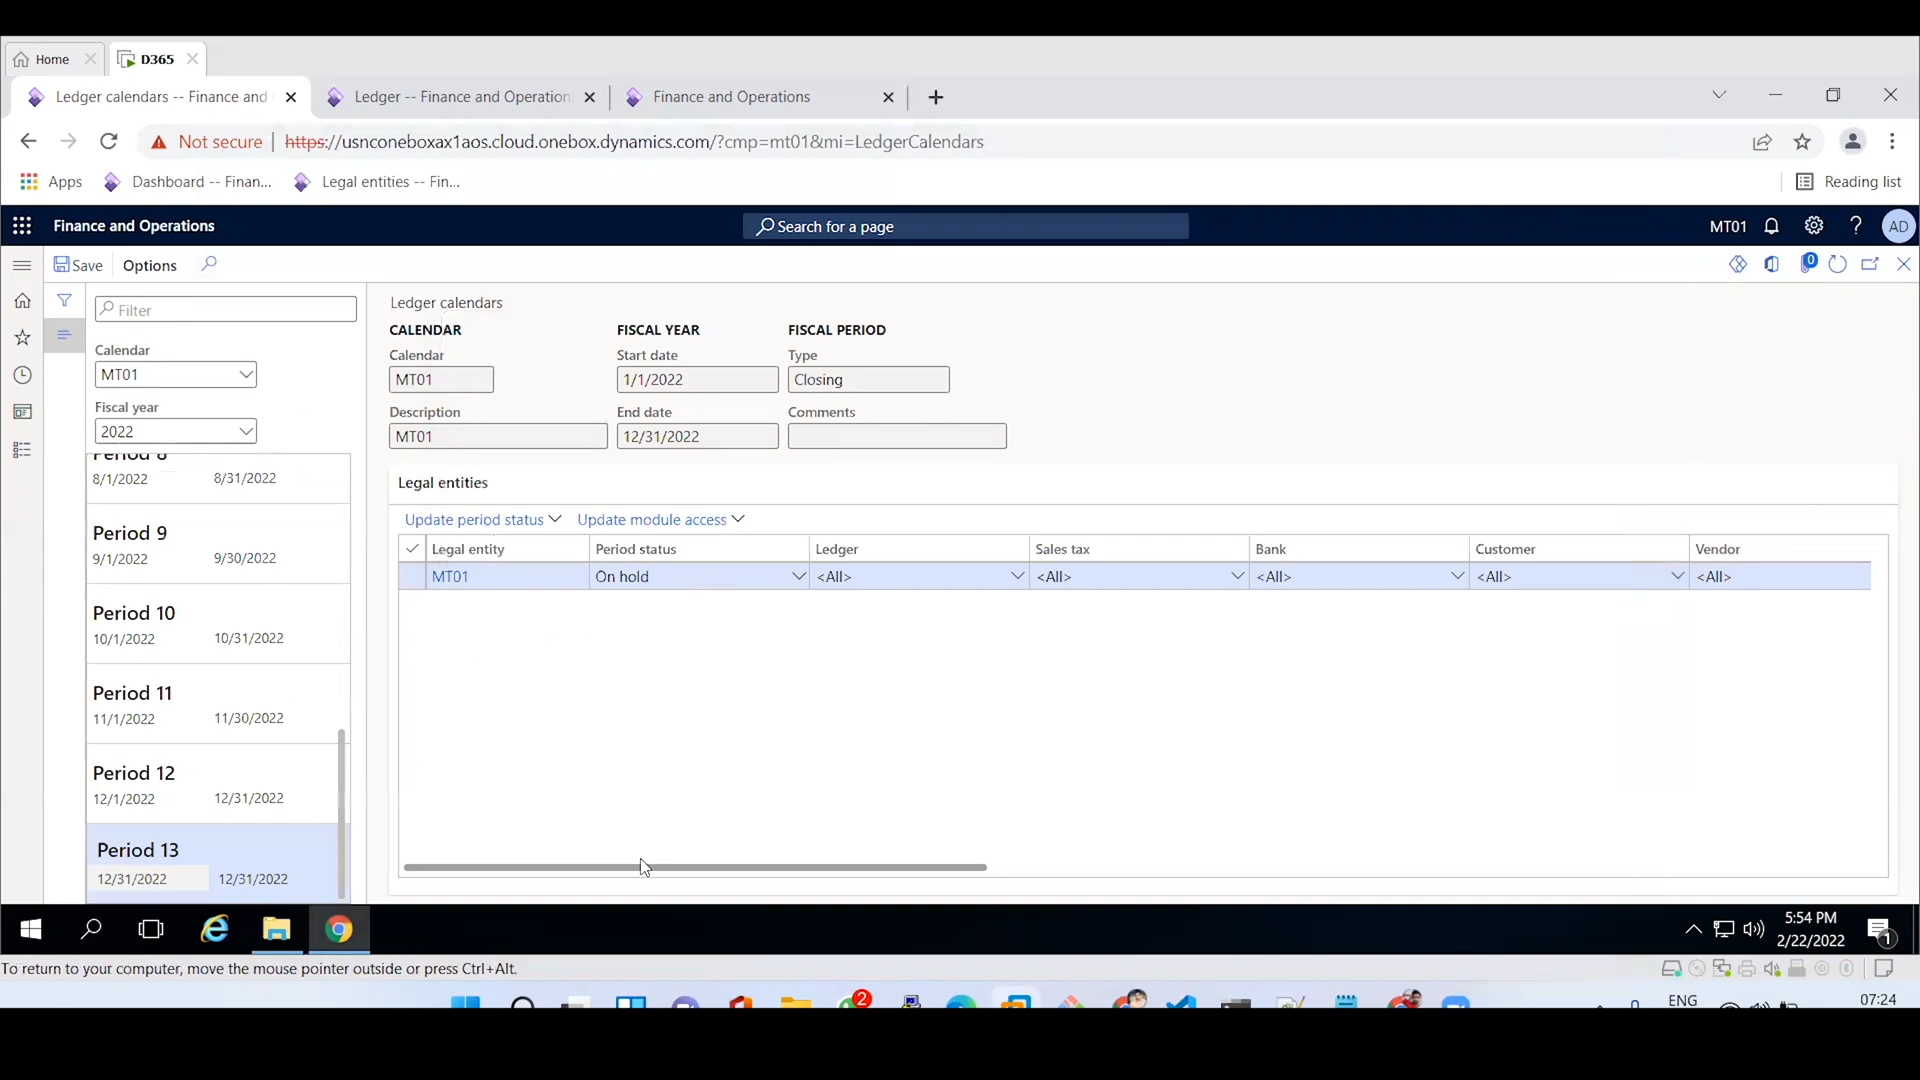 Home
D365
Ledger calendars -- Finance and
Ledger -- Finance and Operation
Finance and Operations
Not secure
https://usnconeboxax1aos.cloud.onebox.dynamics.com/?cmp=mt01&mi=LedgerCalendars
Apps
Dashboard -- Finan...
Legal entities -- Fin...
Reading list
Finance and Operations
Search for a page
MT01
?
AD
Save
Options
0
Filter
Calendar
MT01
Fiscal year
2022
Period 8
8/1/2022 8/31/2022
Period 9
9/1/2022 9/30/2022
Period 10
10/1/2022 10/31/2022
Period 11
11/1/2022 11/30/2022
Period 12
12/1/2022 12/31/2022
Period 13
12/31/2022 12/31/2022
Ledger calendars
CALENDAR FISCAL YEAR FISCAL PERIOD
Calendar Start date Type
MT01 1/1/2022 Closing
Description End date Comments
MT01 12/31/2022
Legal entities
Update period status Update module access
Legal entity Period status Ledger Sales tax Bank Customer Vendor
MT01 On hold <All> <All> <All> <All> <All>
5:54 PM
2/22/2022
1
To return to your computer, move the mouse pointer outside or press Ctrl+Alt.
2
ENG
07:24